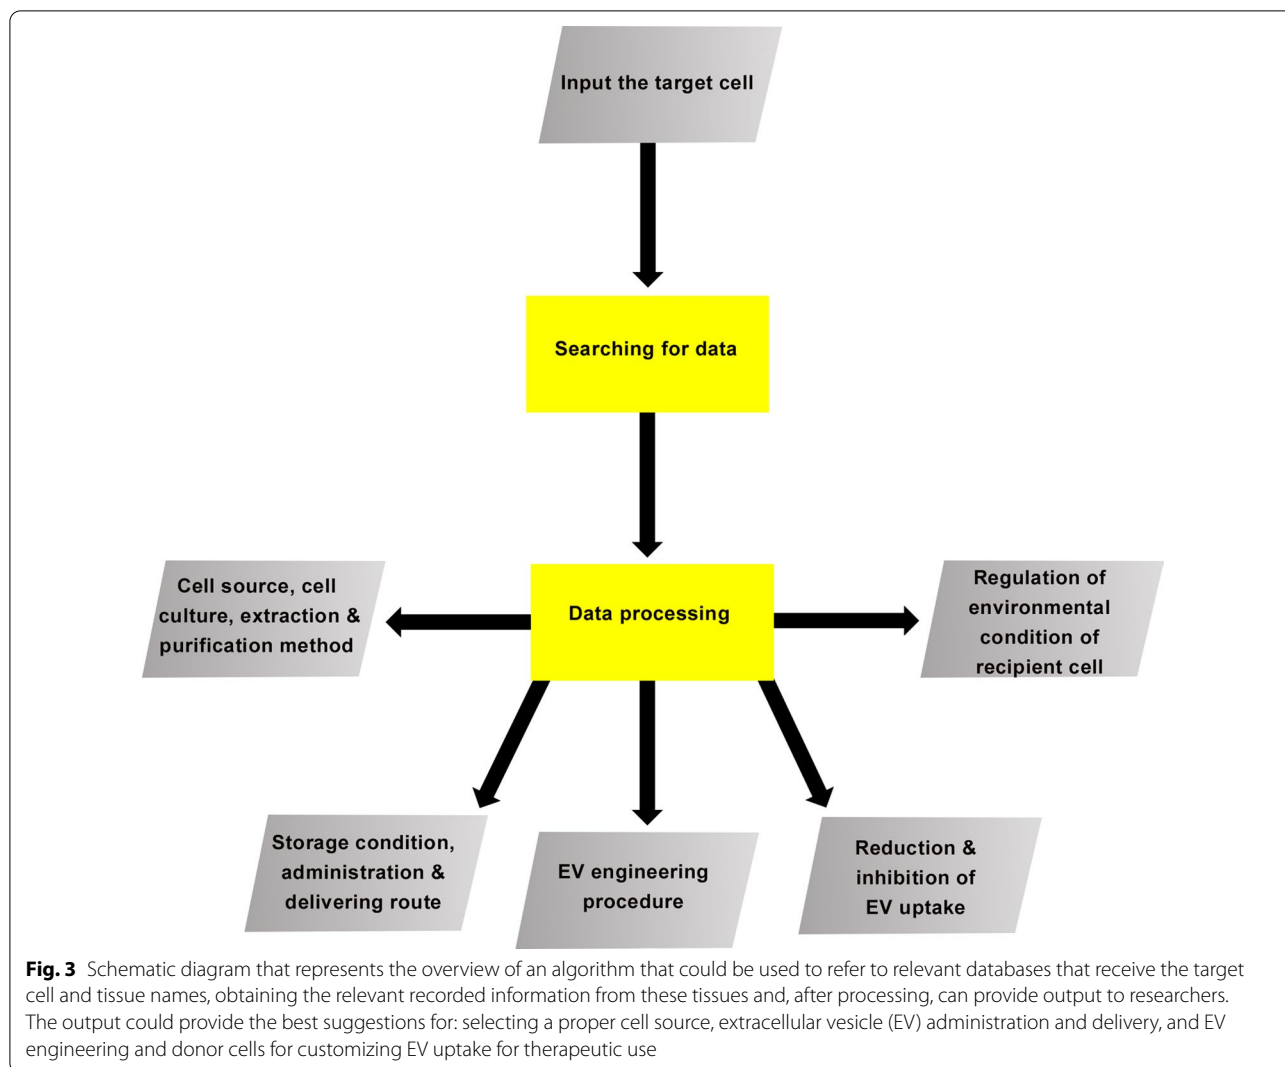 Input the target cell
Searching for data
Data processing
Cell source, cell
culture, extraction &
purification method
Regulation of
environmental
condition of
recipient cell
Storage condition,
administration &
delivering route
EV engineering
procedure
Reduction &
inhibition of
EV uptake
Fig. 3 Schematic diagram that represents the overview of an algorithm that could be used to refer to relevant databases that receive the target
cell and tissue names, obtaining the relevant recorded information from these tissues and, after processing, can provide output to researchers.
The output could provide the best suggestions for: selecting a proper cell source, extracellular vesicle (EV) administration and delivery, and EV
engineering and donor cells for customizing EV uptake for therapeutic use